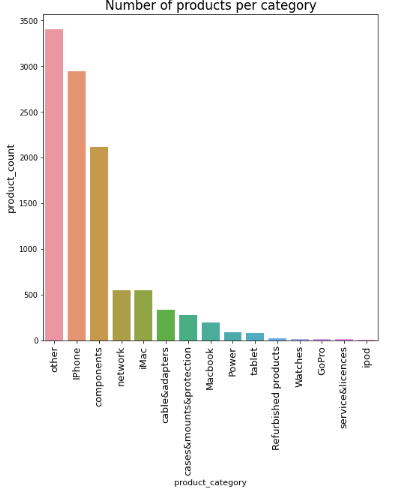 Number of products per category
3500
3000
2500
2000
1500
1000
500
0
product_count
other
IPhone
components
network
iMac
cable&adapters
cases&mounts&protection
Macbook
Power
tablet
Refurbished products
Watches
GoPro
service&licences
ipod
product_category